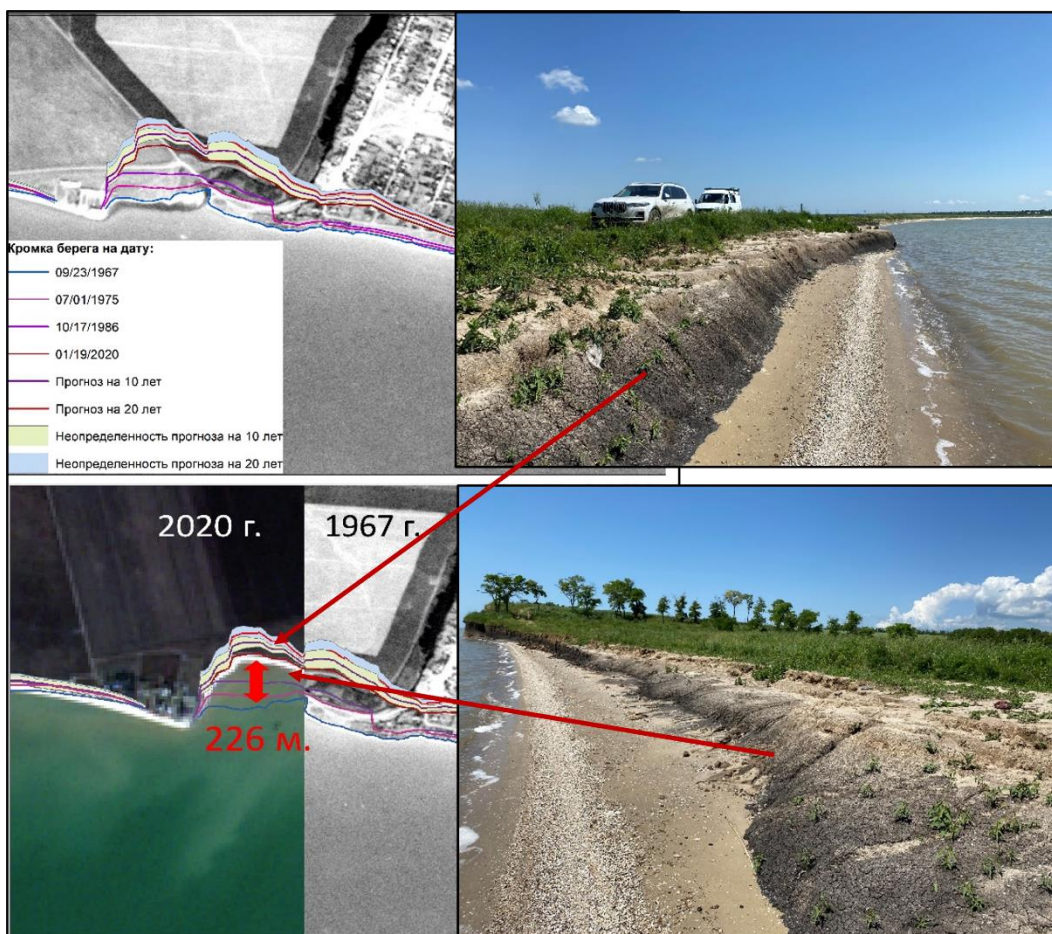 Кромка берега на дату:
09/23/1967
07/01/1975
10/17/1986
01/19/2020
Прогноз на 10 лет
Прогноз на 20 лет
Неопределенность прогноза на 10 лет
Неопределенность прогноза на 20 лет
2020 г.
1967 г.
226 м.